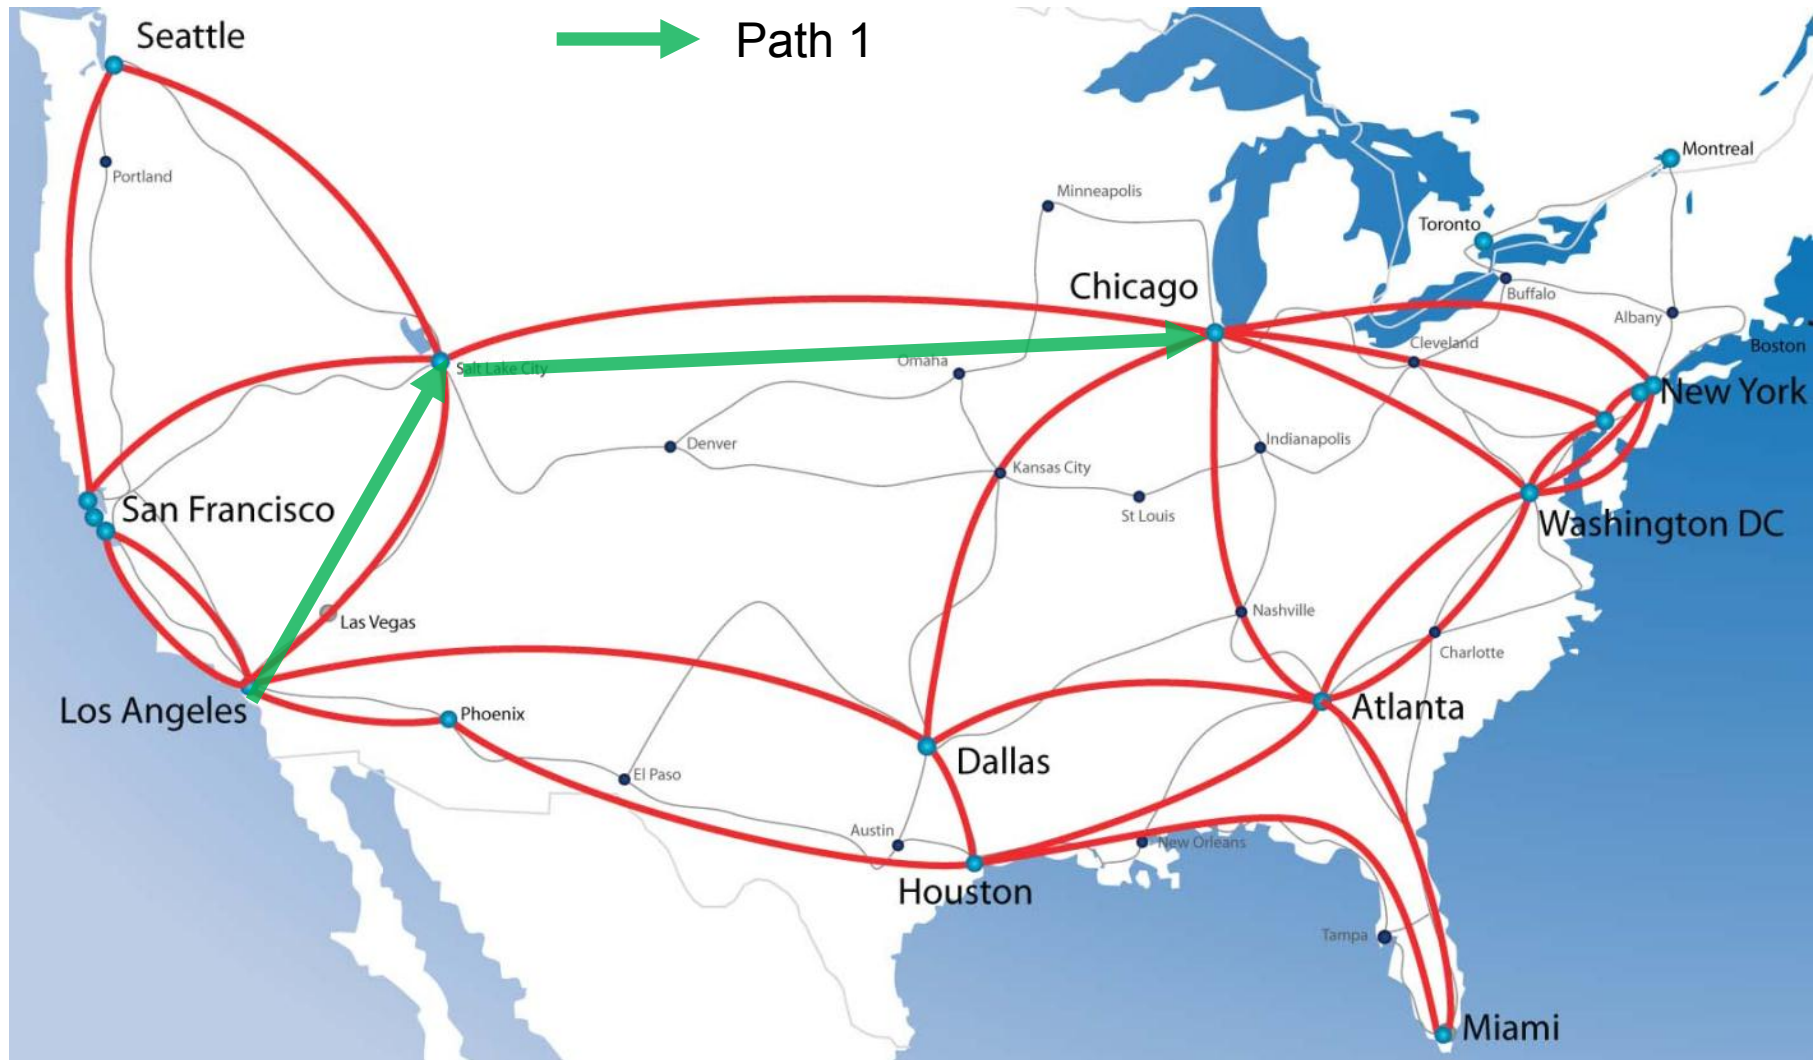 Seattle
Path 1
Portland
Montreal
Minneapolis
Toronto
Chicago
Buffalo
Albany
Boston
Cleveland
Salt Lake City
Omaha
New York
Denver
Indianapolis
Kansas City
San Francisco
St Louis
Washington DC
Las Vegas
Nashville
Charlotte
Los Angeles
Phoenix
Atlanta
Dallas
El Paso
Austin
New Orleans
Houston
Tampa
Miami